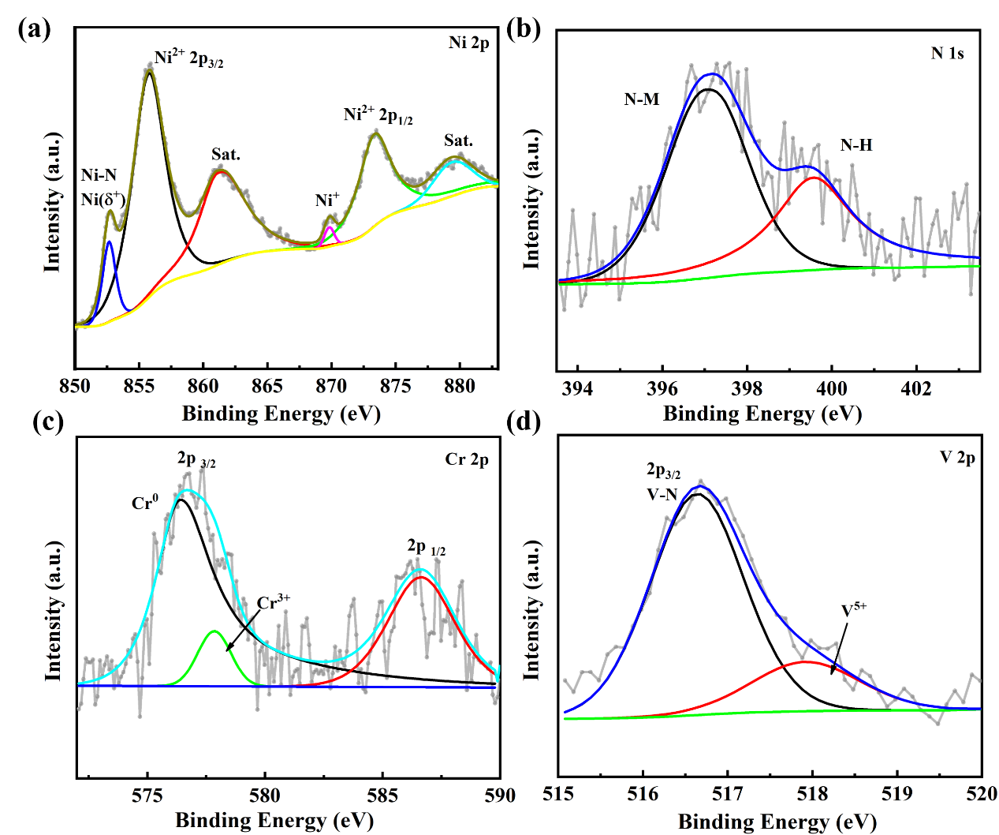 (a)
Ni 2p
Ni²⁺ 2p₃/₂
Ni²⁺ 2p₁/₂
Sat.
Sat.
Ni-N
Ni(δ⁺)
Ni⁺
Intensity (a.u.)
850 855 860 865 870 875 880
Binding Energy (eV)
(b)
N 1s
N-M
N-H
Intensity (a.u.)
394 396 398 400 402
Binding Energy (eV)
(c)
Cr 2p
2p ₃/₂
Cr⁰
2p ₁/₂
Cr³⁺
Intensity (a.u.)
575 580 585 590
Binding Energy (eV)
(d)
V 2p
2p₃/₂
V-N
V⁵⁺
Intensity (a.u.)
515 516 517 518 519 520
Binding Energy (eV)